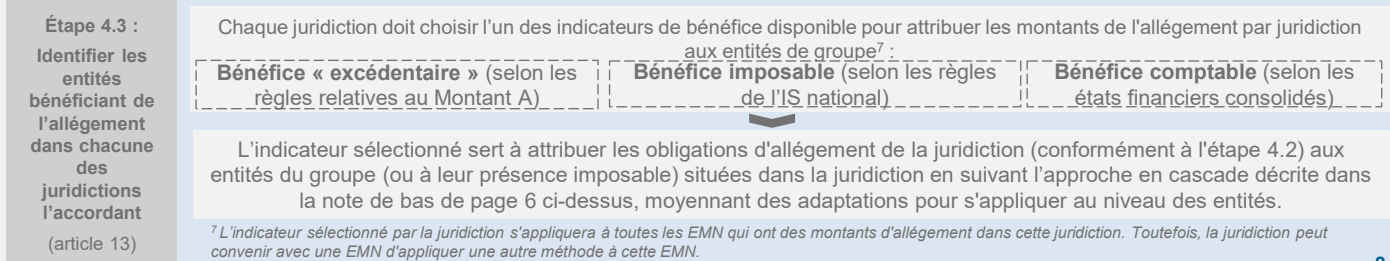 Étape 4.3 :
Identifier les
entités
bénéficiant de
l'allégement
dans chacune
des
juridictions
l'accordant
(article 13)
Chaque juridiction doit choisir l'un des indicateurs de bénéfice disponible pour attribuer les montants de l'allégement par juridiction
aux entités de groupe⁷ :
Bénéfice « excédentaire » (selon les
règles relatives au Montant A)
Bénéfice imposable (selon les règles
de l'IS national)
Bénéfice comptable (selon les
états financiers consolidés)
L'indicateur sélectionné sert à attribuer les obligations d'allégement de la juridiction (conformément à l'étape 4.2) aux
entités du groupe (ou à leur présence imposable) situées dans la juridiction en suivant l'approche en cascade décrite dans
la note de bas de page 6 ci-dessus, moyennant des adaptations pour s'appliquer au niveau des entités.
⁷ L'indicateur sélectionné par la juridiction s'appliquera à toutes les EMN qui ont des montants d'allégement dans cette juridiction. Toutefois, la juridiction peut
convenir avec une EMN d'appliquer une autre méthode à cette EMN.